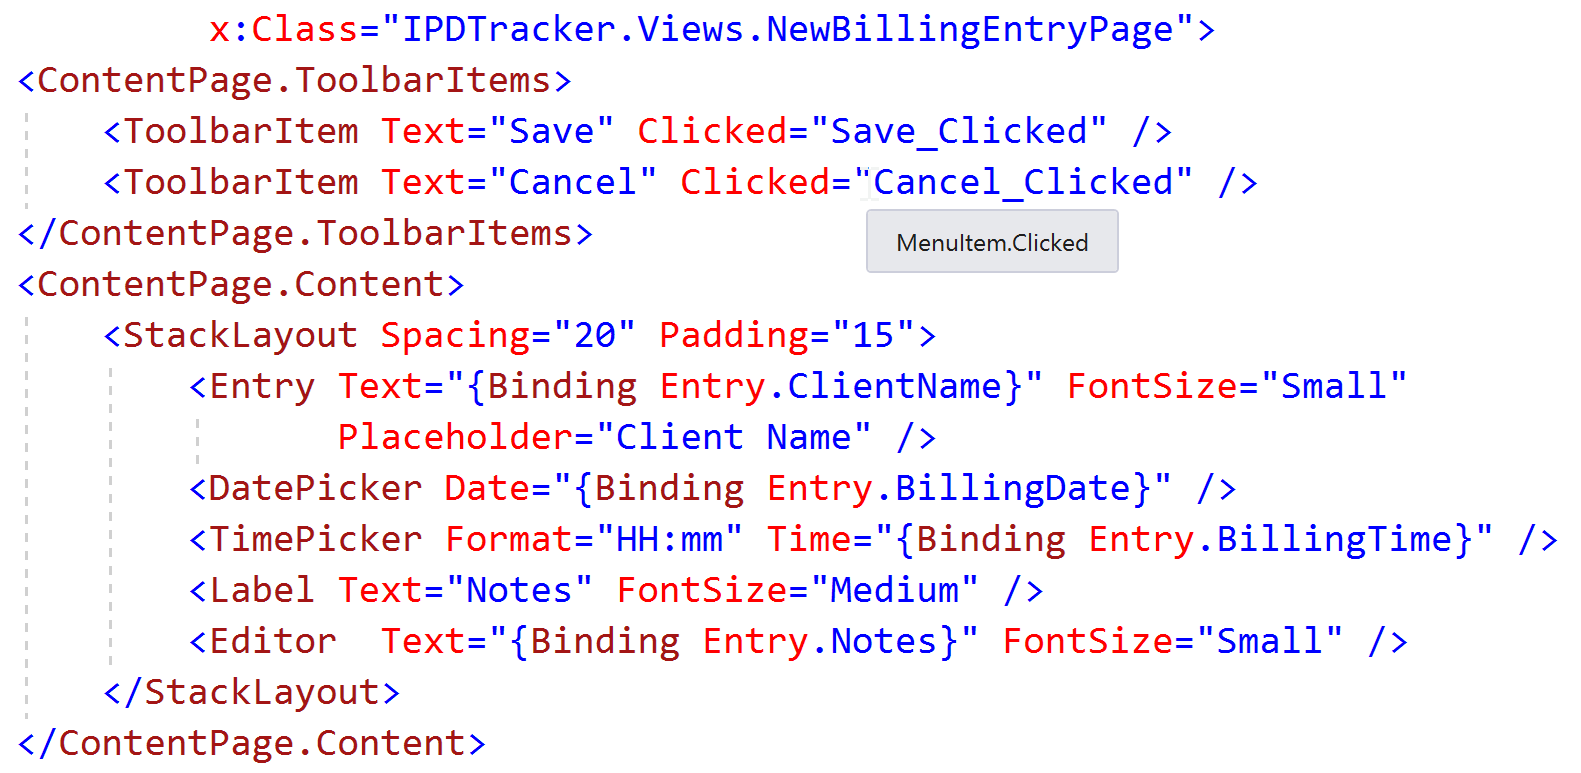 x:Class="IPDTracker.Views.NewBillingEntryPage">
<ContentPage.ToolbarItems>
<ToolbarItem Text="Save" Clicked="Save_Clicked" />
<ToolbarItem Text="Cancel" Clicked="Cancel_Clicked" />
</ContentPage.ToolbarItems>
MenuItem.Clicked
<ContentPage.Content>
<StackLayout Spacing="20" Padding="15">
<Entry Text="{Binding Entry.ClientName}" FontSize="Small"
Placeholder="Client Name" />
<DatePicker Date="{Binding Entry.BillingDate}" />
<TimePicker Format="HH:mm" Time="{Binding Entry.BillingTime}" />
<Label Text="Notes" FontSize="Medium" />
<Editor  Text="{Binding Entry.Notes}" FontSize="Small" />
</StackLayout>
</ContentPage.Content>